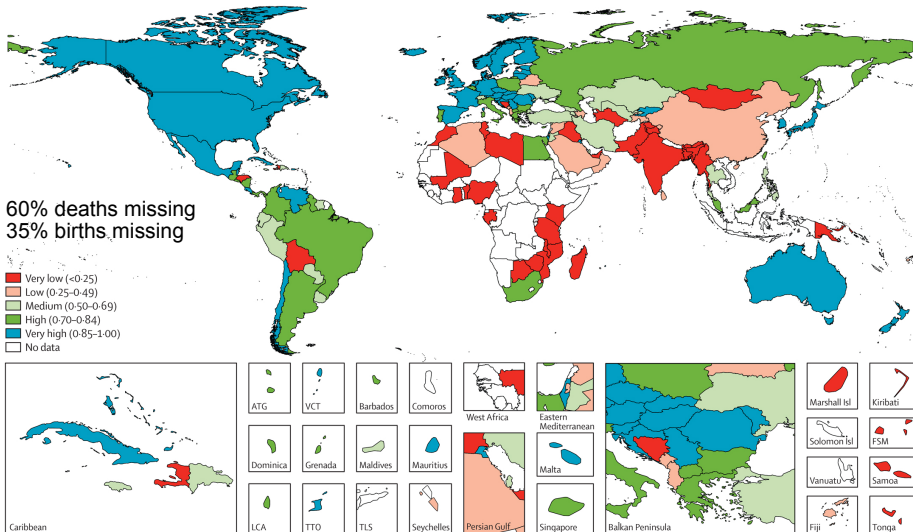 60% deaths missing
35% births missing
Very low (<0·25)
Low (0·25–0·49)
Medium (0·50–0·69)
High (0·70–0·84)
Very high (0·85–1·00)
No data
Caribbean
ATG
VCT
Barbados
Comoros
Dominica
Grenada
Maldives
Mauritius
LCA
TTO
TLS
Seychelles
West Africa
Eastern
Mediterranean
Persian Gulf
Malta
Singapore
Balkan Peninsula
Marshall Isl
Kiribati
Solomon Isl
FSM
Vanuatu
Samoa
Fiji
Tonga